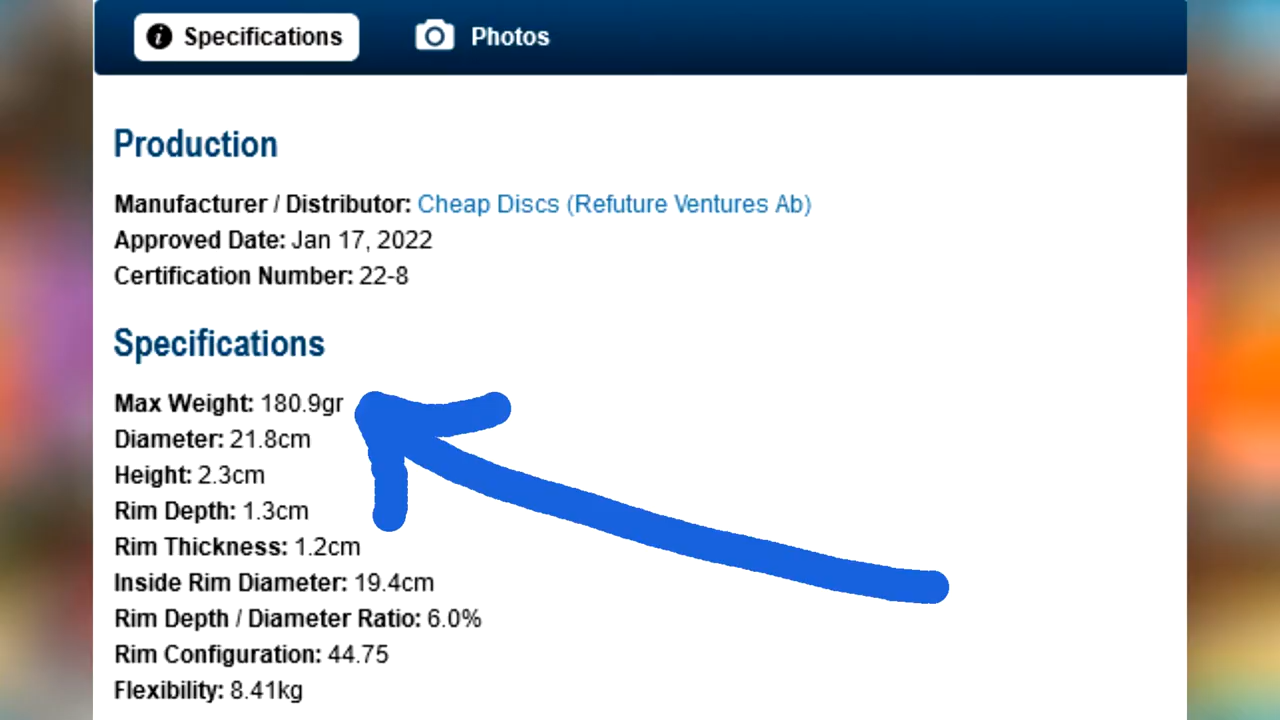 Specifications Photos
Production
Manufacturer / Distributor: Cheap Discs (Refuture Ventures Ab)
Approved Date: Jan 17, 2022
Certification Number: 22-8
Specifications
Max Weight: 180.9gr
Diameter: 21.8cm
Height: 2.3cm
Rim Depth: 1.3cm
Rim Thickness: 1.2cm
Inside Rim Diameter: 19.4cm
Rim Depth / Diameter Ratio: 6.0%
Rim Configuration: 44.75
Flexibility: 8.41kg